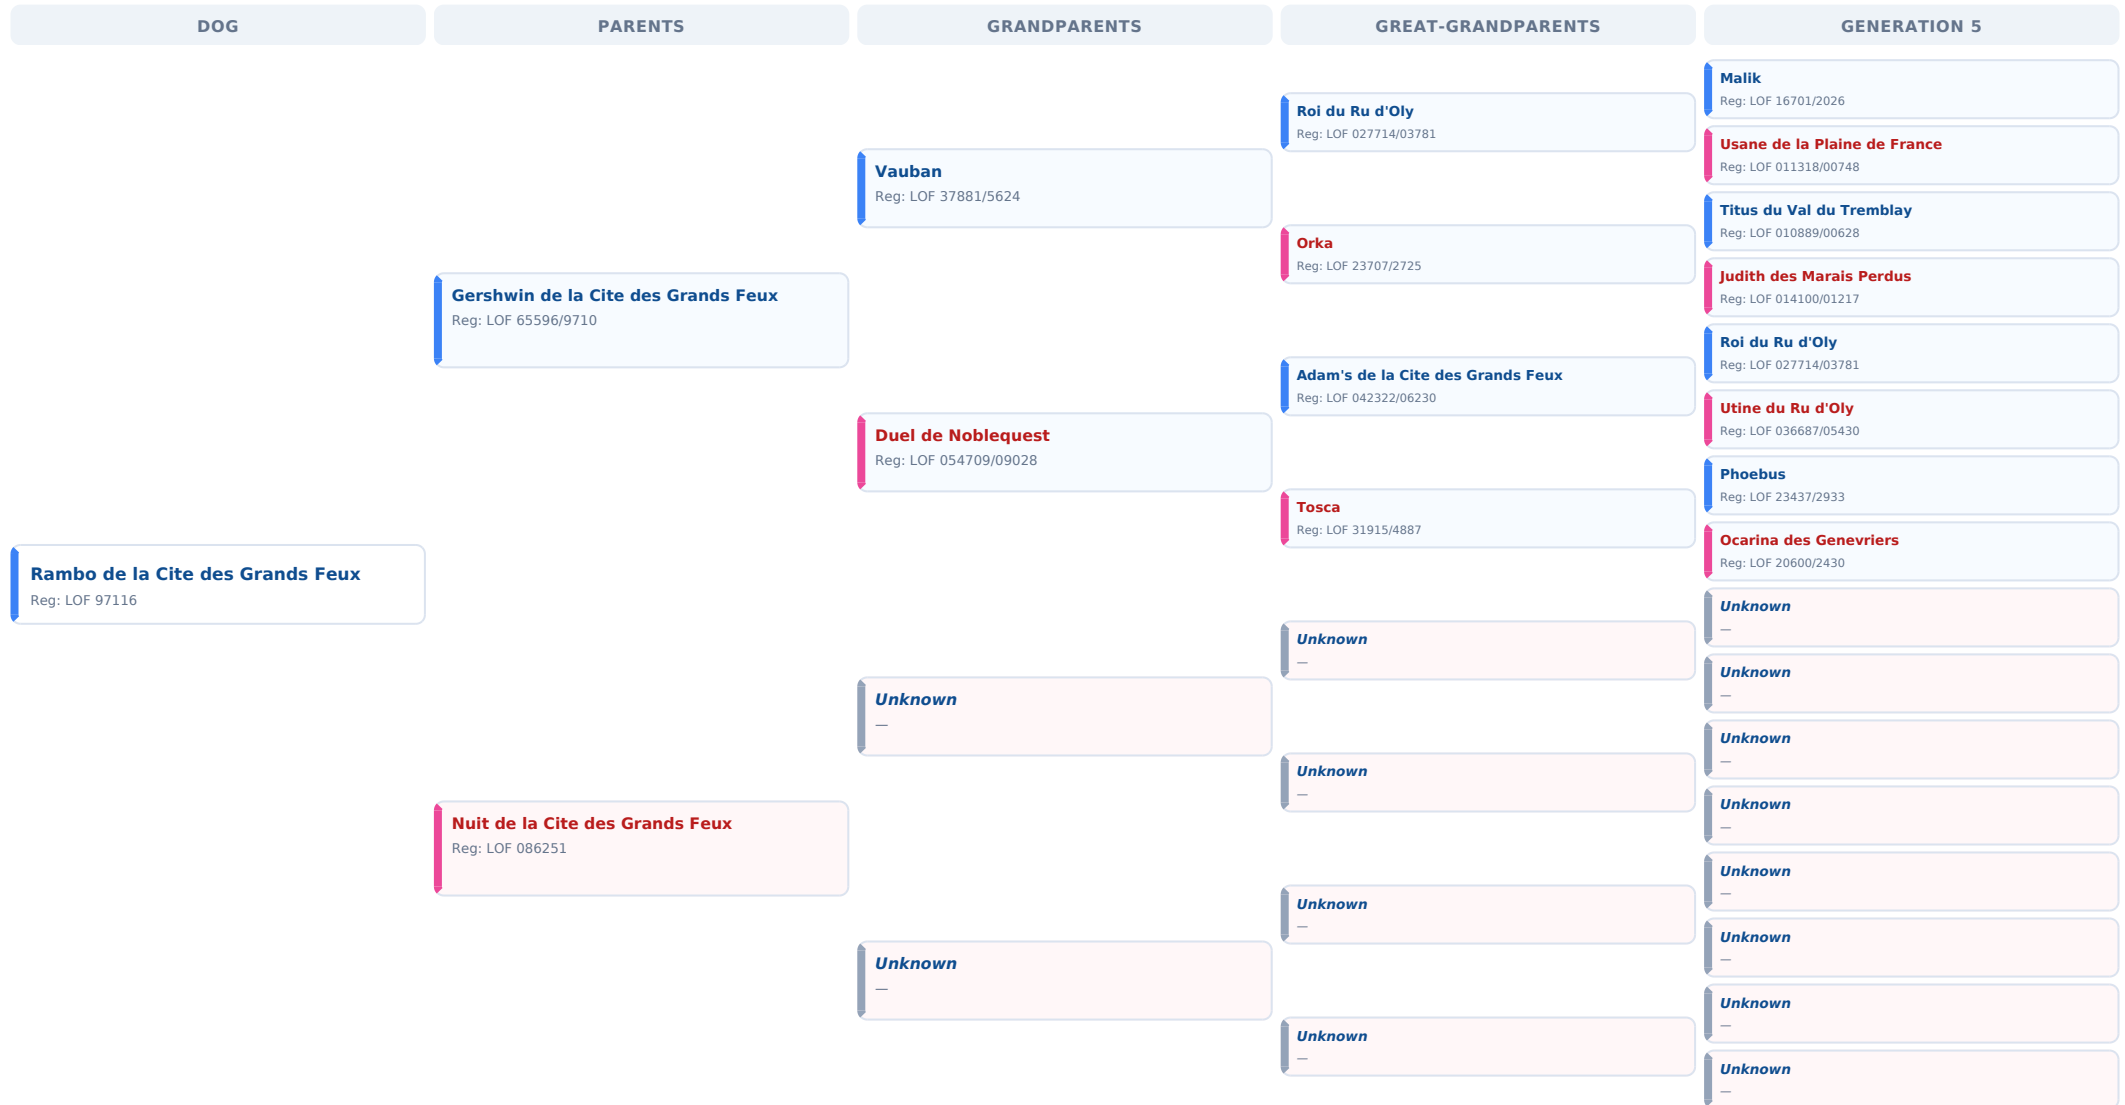 DOG
PARENTS
GRANDPARENTS
GREAT-GRANDPARENTS
GENERATION 5
Rambo de la Cite des Grands Feux
Reg: LOF 97116
Gershwin de la Cite des Grands Feux
Reg: LOF 65596/9710
Nuit de la Cite des Grands Feux
Reg: LOF 086251
Vauban
Reg: LOF 37881/5624
Duel de Noblequest
Reg: LOF 054709/09028
Unknown
—
Unknown
—
Roi du Ru d'Oly
Reg: LOF 027714/03781
Orka
Reg: LOF 23707/2725
Adam's de la Cite des Grands Feux
Reg: LOF 042322/06230
Tosca
Reg: LOF 31915/4887
Unknown
—
Unknown
—
Unknown
—
Unknown
—
Malik
Reg: LOF 16701/2026
Usane de la Plaine de France
Reg: LOF 011318/00748
Titus du Val du Tremblay
Reg: LOF 010889/00628
Judith des Marais Perdus
Reg: LOF 014100/01217
Roi du Ru d'Oly
Reg: LOF 027714/03781
Utine du Ru d'Oly
Reg: LOF 036687/05430
Phoebus
Reg: LOF 23437/2933
Ocarina des Genevriers
Reg: LOF 20600/2430
Unknown
—
Unknown
—
Unknown
—
Unknown
—
Unknown
—
Unknown
—
Unknown
—
Unknown
—